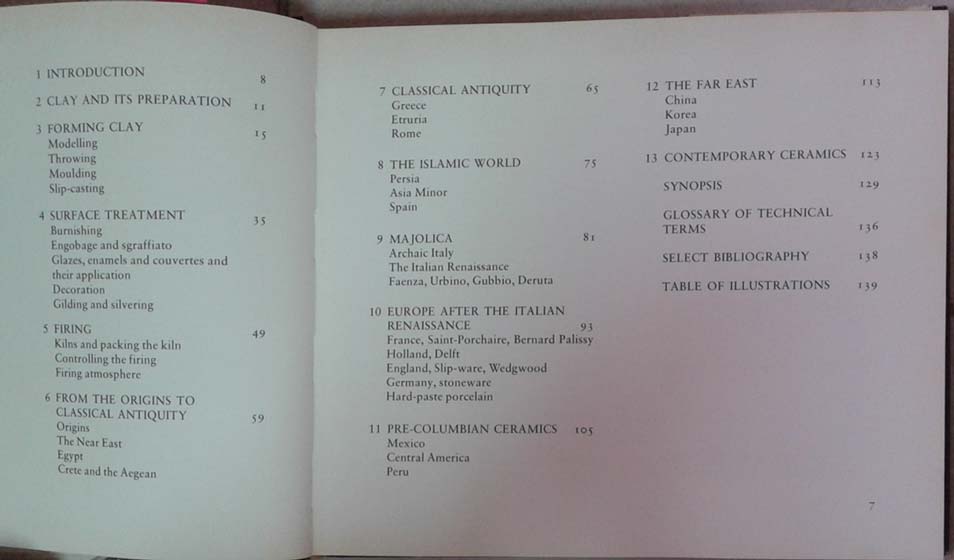 1 INTRODUCTION 8
2 CLAY AND ITS PREPARATION 11
3 FORMING CLAY 15
Modelling
Throwing
Moulding
Slip-casting
4 SURFACE TREATMENT 35
Burnishing
Engobage and sgraffiato
Glazes, enamels and couvertes and
their application
Decoration
Gilding and silvering
5 FIRING 49
Kilns and packing the kiln
Controlling the firing
Firing atmosphere
6 FROM THE ORIGINS TO
CLASSICAL ANTIQUITY 59
Origins
The Near East
Egypt
Crete and the Aegean
7 CLASSICAL ANTIQUITY 65
Greece
Etruria
Rome
8 THE ISLAMIC WORLD 75
Persia
Asia Minor
Spain
9 MAJOLICA 81
Archaic Italy
The Italian Renaissance
Faenza, Urbino, Gubbio, Deruta
10 EUROPE AFTER THE ITALIAN
RENAISSANCE 93
France, Saint-Porchaire, Bernard Palissy
Holland, Delft
England, Slip-ware, Wedgwood
Germany, stoneware
Hard-paste porcelain
11 PRE-COLUMBIAN CERAMICS 105
Mexico
Central America
Peru
12 THE FAR EAST 113
China
Korea
Japan
13 CONTEMPORARY CERAMICS 123
SYNOPSIS 129
GLOSSARY OF TECHNICAL
TERMS 136
SELECT BIBLIOGRAPHY 138
TABLE OF ILLUSTRATIONS 139
7